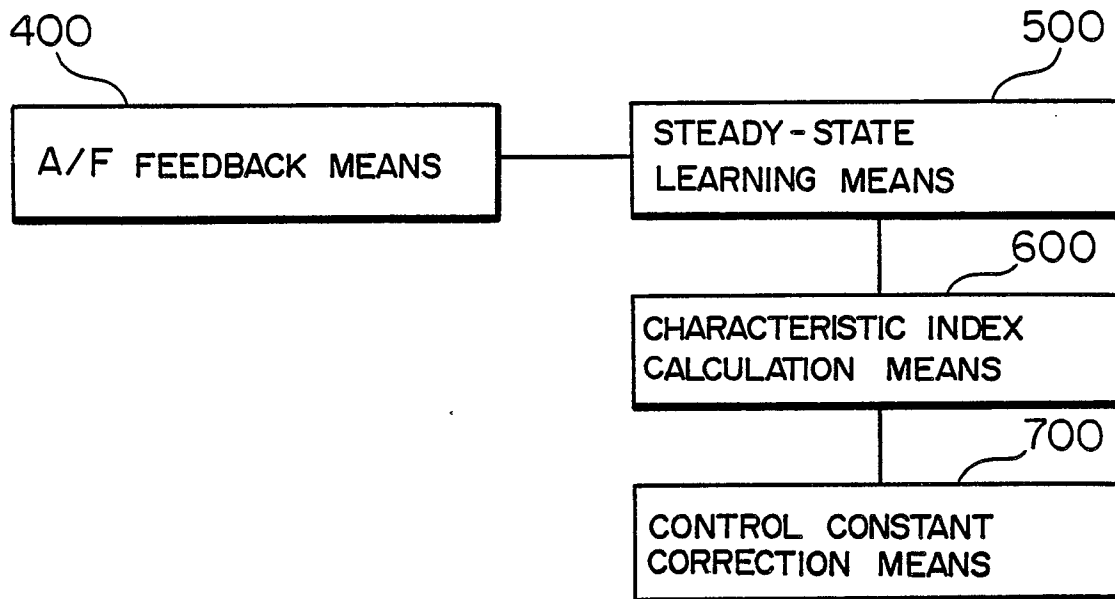 400
500
A/F FEEDBACK MEANS
STEADY-STATE
LEARNING MEANS
600
CHARACTERISTIC INDEX
CALCULATION MEANS
700
CONTROL CONSTANT
CORRECTION MEANS